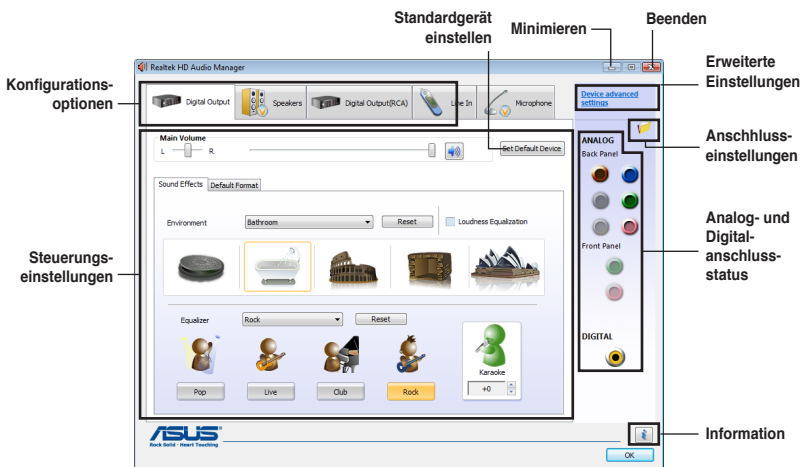 Standardgerät
einstellen
Minimieren
Beenden
Erweiterte
Einstellungen
Konfigurations-
optionen
Realtek HD Audio Manager
Digital Output
Speakers
Digital Output(RCA)
Line In
Microphone
Device advanced
settings
Anschhluss-
einstellungen
Main Volume
L
R
Set Default Device
ANALOG
Back Panel
Sound Effects
Default Format
Environment
Bathroom
Reset
Loudness Equalization
Analog- und
Digital-
anschluss-
status
Steuerungs-
einstellungen
Front Panel
Equalizer
Rock
Reset
DIGITAL
Karaoke
+0
Pop
Live
Club
Rock
ASUS
Rock Solid - Heart Touching
Information
OK